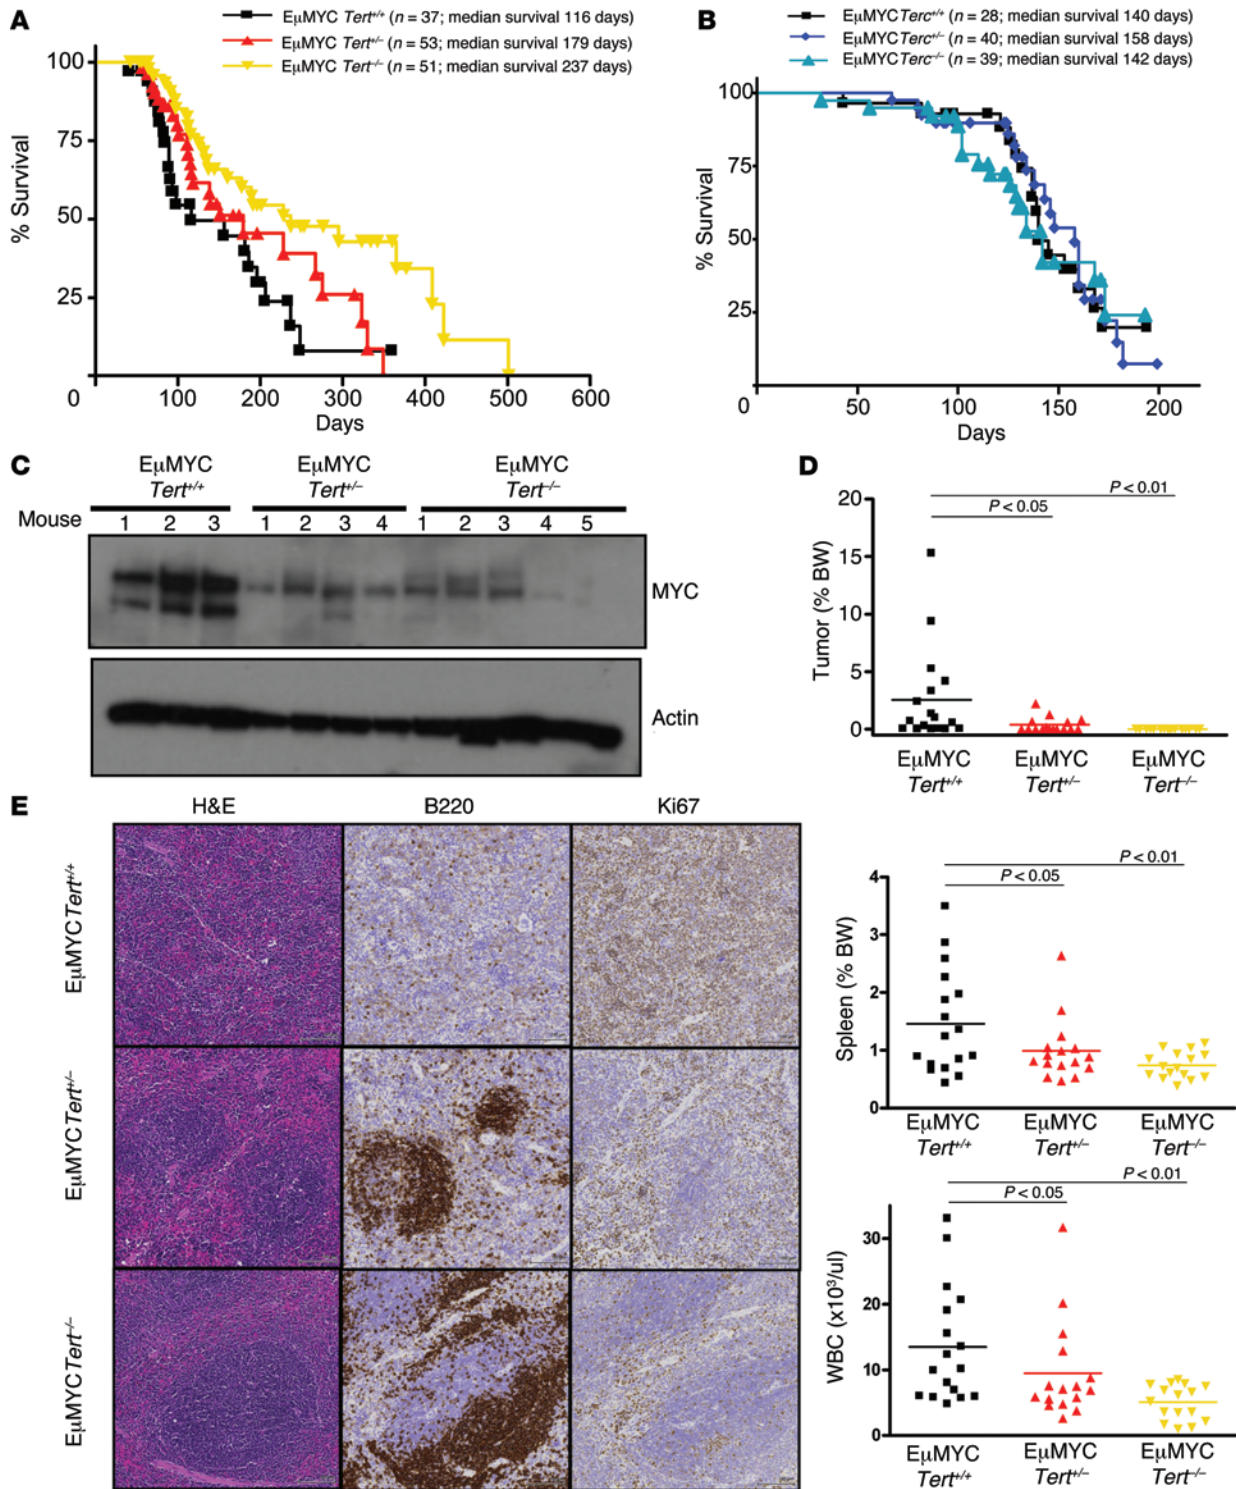 A
EμMYC Tert+/+ (n = 37; median survival 116 days)
EμMYC Tert+/– (n = 53; median survival 179 days)
EμMYC Tert–/– (n = 51; median survival 237 days)
% Survival
100
75
50
25
0
100
200
300
400
500
600
Days
B
EμMYC Terc+/+ (n = 28; median survival 140 days)
EμMYC Terc+/– (n = 40; median survival 158 days)
EμMYC Terc–/– (n = 39; median survival 142 days)
% Survival
100
75
50
25
0
50
100
150
200
Days
C
EμMYC Tert+/+
EμMYC Tert+/–
EμMYC Tert–/–
Mouse 1 2 3 1 2 3 4 1 2 3 4 5
MYC
Actin
D
P < 0.01
P < 0.05
Tumor (% BW)
20
15
10
5
0
EμMYC Tert+/+
EμMYC Tert+/–
EμMYC Tert–/–
P < 0.01
P < 0.05
Spleen (% BW)
4
3
2
1
0
EμMYC Tert+/+
EμMYC Tert+/–
EμMYC Tert–/–
P < 0.01
P < 0.05
WBC (x10³/ul)
30
20
10
0
EμMYC Tert+/+
EμMYC Tert+/–
EμMYC Tert–/–
E
H&E
B220
Ki67
EμMYC Tert+/+
EμMYC Tert+/–
EμMYC Tert–/–